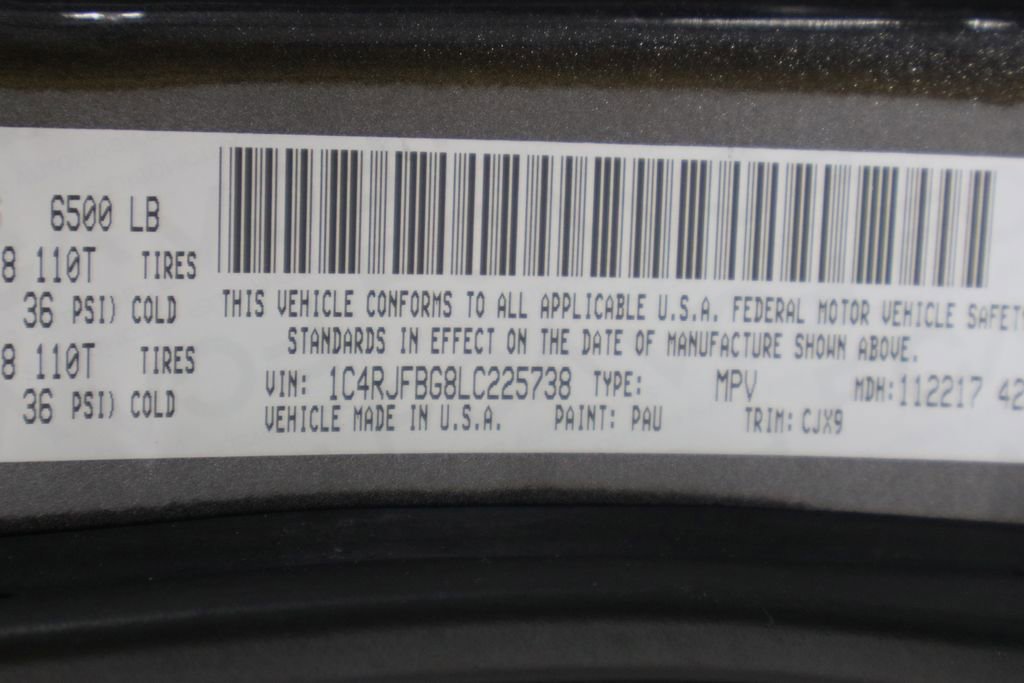 6500 LB
8 110T TIRES
36 PSI) COLD
8 110T TIRES
36 PSI) COLD
THIS VEHICLE CONFORMS TO ALL APPLICABLE U.S.A. FEDERAL MOTOR VEHICLE SAFETY
STANDARDS IN EFFECT ON THE DATE OF MANUFACTURE SHOWN ABOVE.
VIN: 1C4RJFBG8LC225738 TYPE: MPV MDH: 112217 42
VEHICLE MADE IN U.S.A. PAINT: PAU TRIM: CJX9